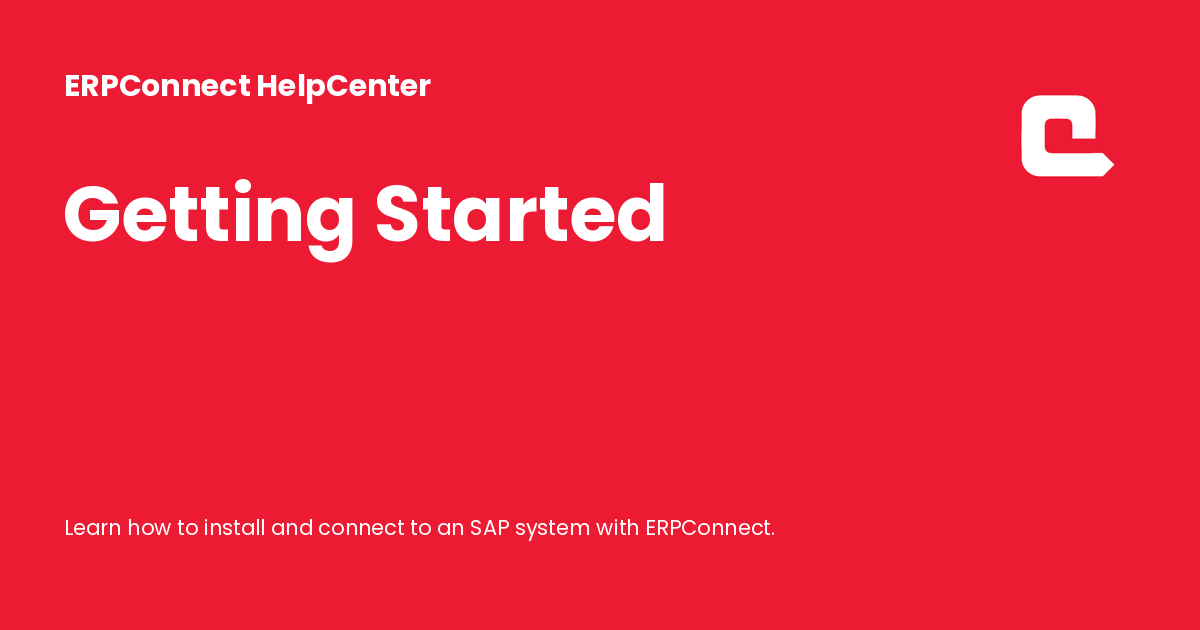 ERPConnect HelpCenter
Getting Started
Learn how to install and connect to an SAP system with ERPConnect.